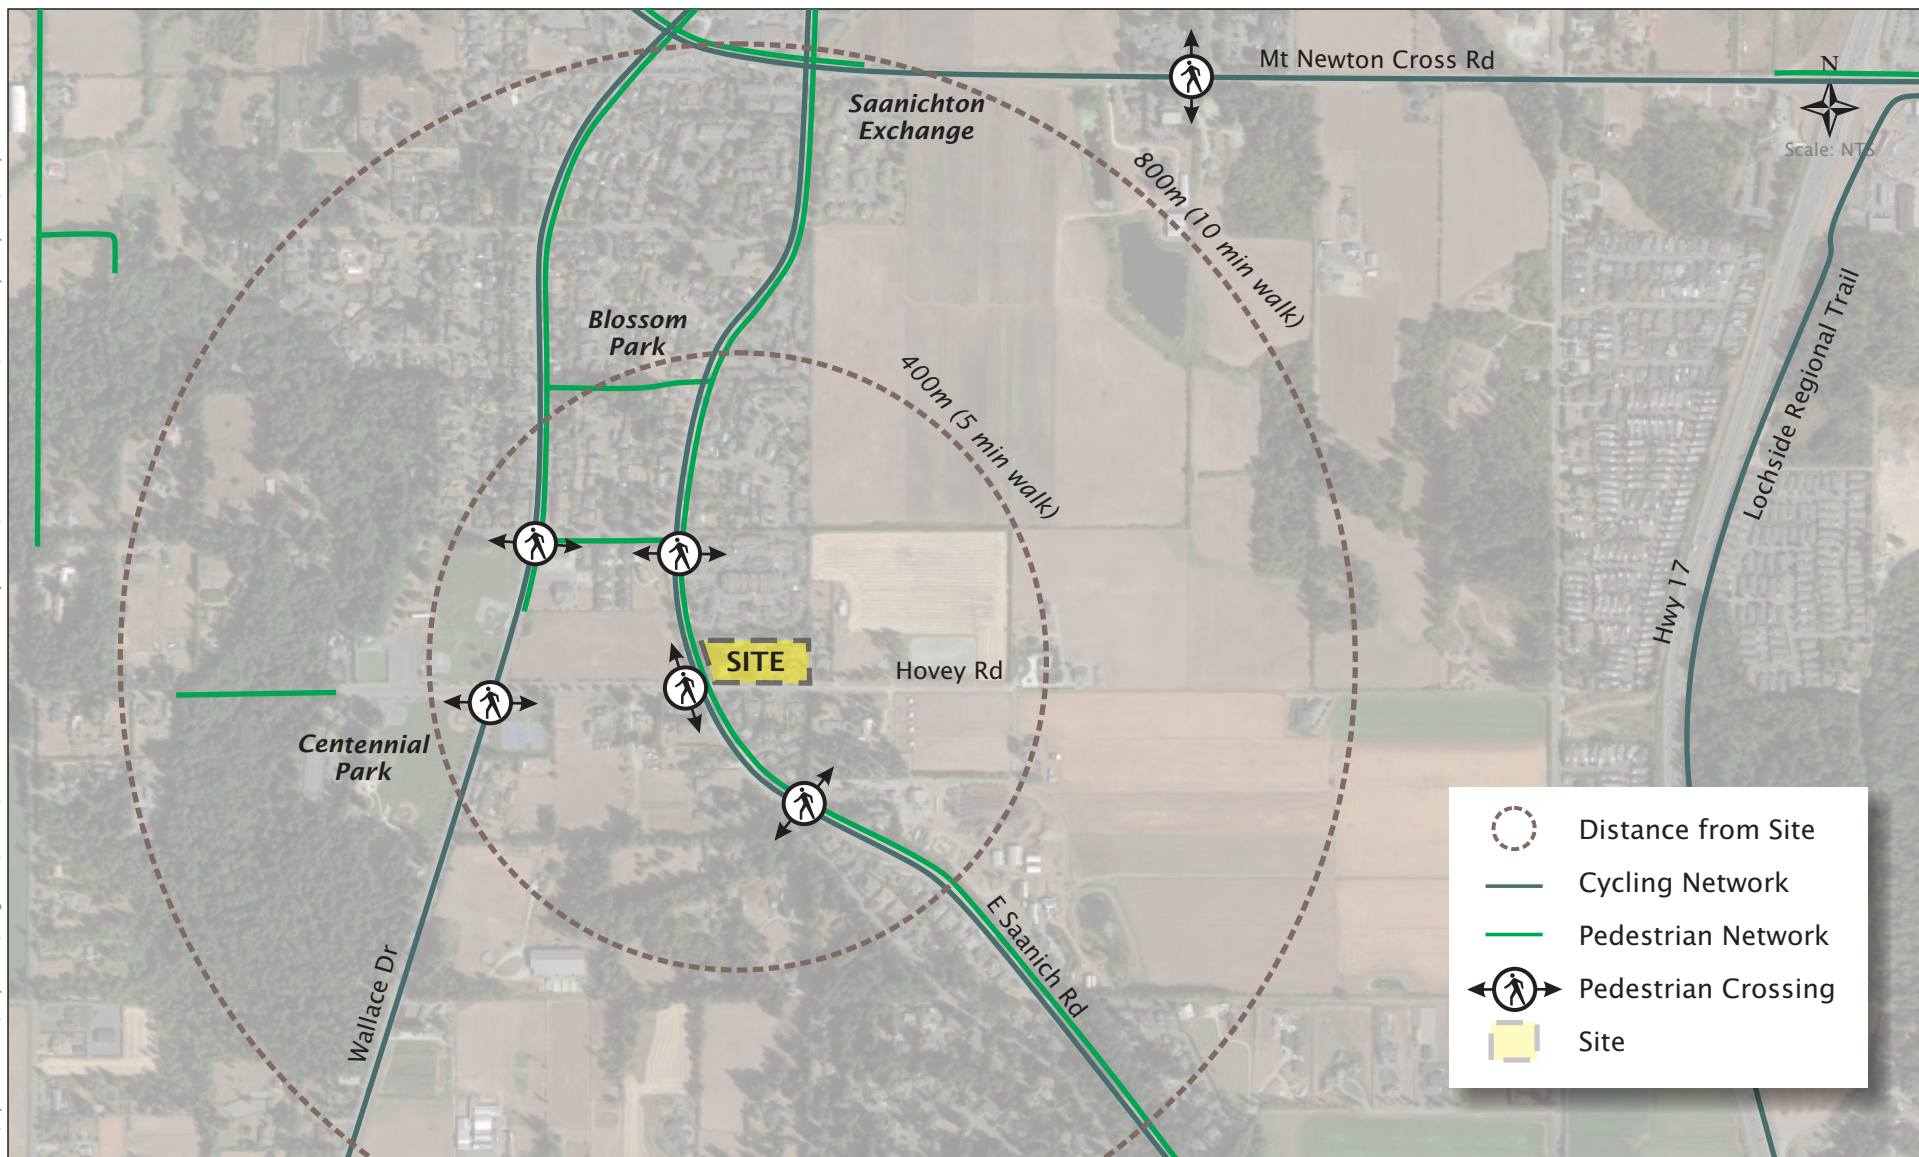 Mt Newton Cross Rd
N
Scale: NTS
Saanichton
Exchange
800m (10 min walk)
Blossom
Park
400m (5 min walk)
Lochside Regional Trail
Hwy 17
SITE
Hovey Rd
Centennial
Park
E Saanich Rd
Wallace Dr
Distance from Site
Cycling Network
Pedestrian Network
Pedestrian Crossing
Site